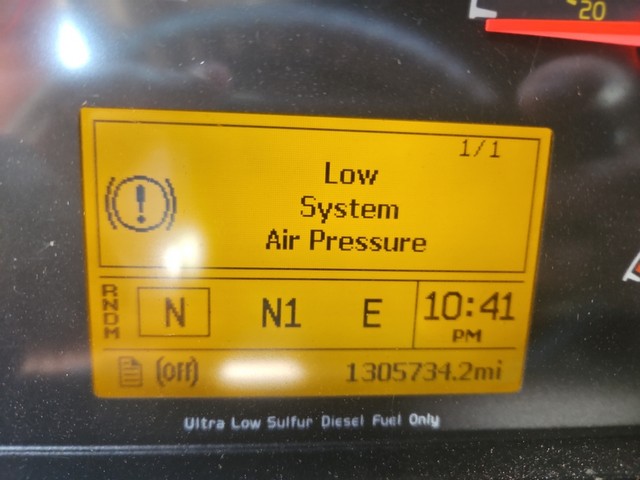 20
1/1
Low
System
Air Pressure
RNDM
N N1 E 10:41
PM
(OFF) 1305734.2mi
Ultra Low Sulfur Diesel Fuel Only